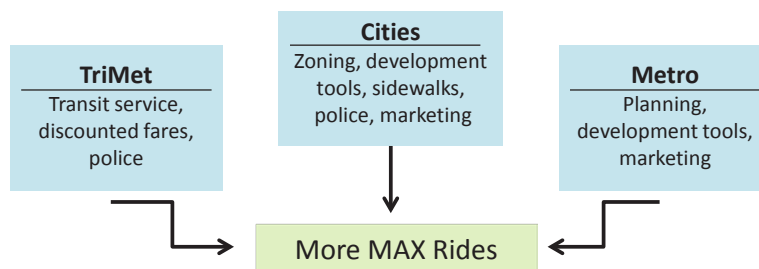 TriMet
Transit service,
discounted fares,
police
Cities
Zoning, development
tools, sidewalks,
police, marketing
Metro
Planning,
development tools,
marketing
More MAX Rides